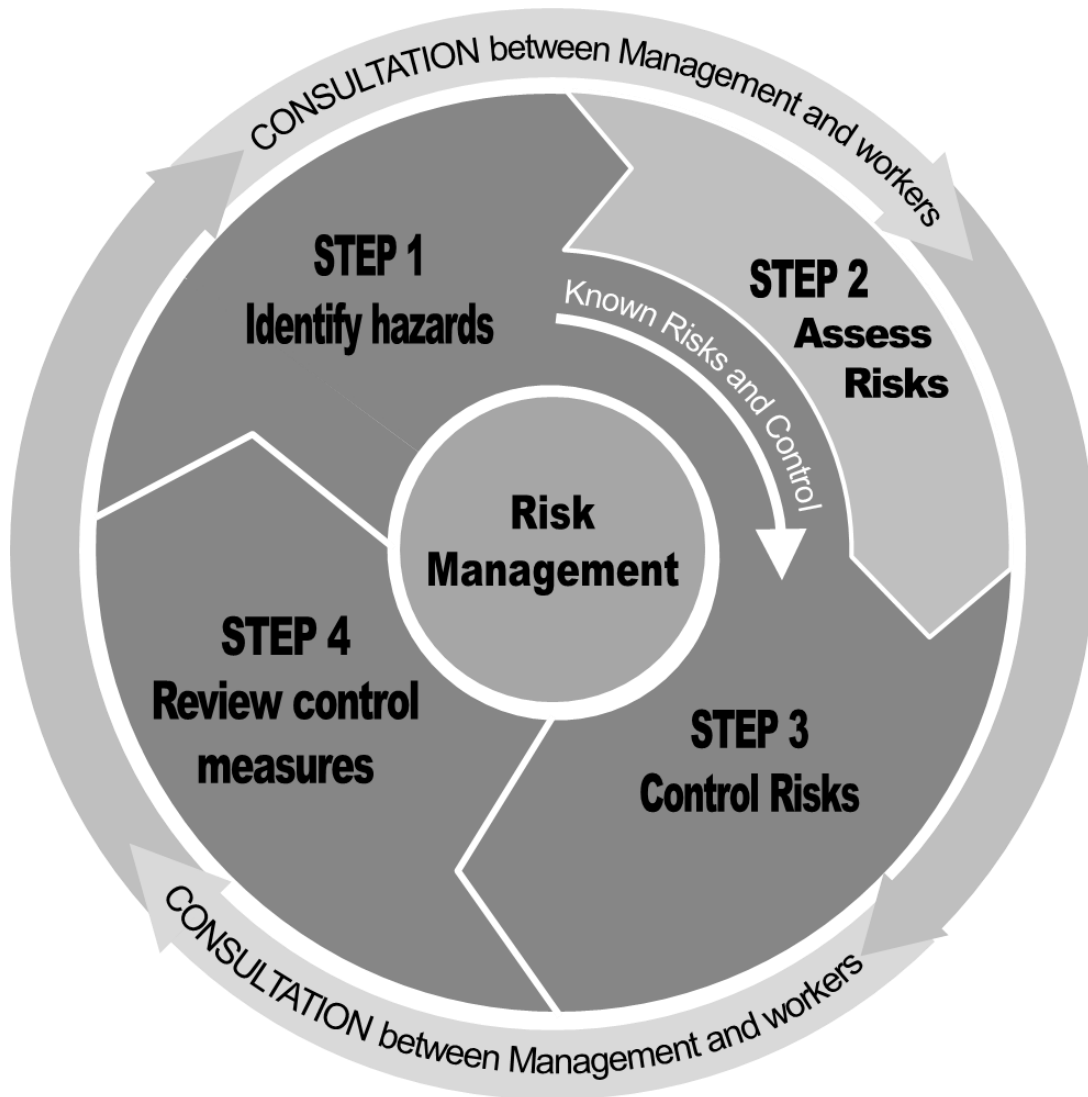 CONSULTATION between Management and workers
STEP 1
Identify hazards
STEP 2
Assess
Risks
Known Risks and Control
Risk
Management
STEP 3
Control Risks
STEP 4
Review control
measures
CONSULTATION between Management and workers